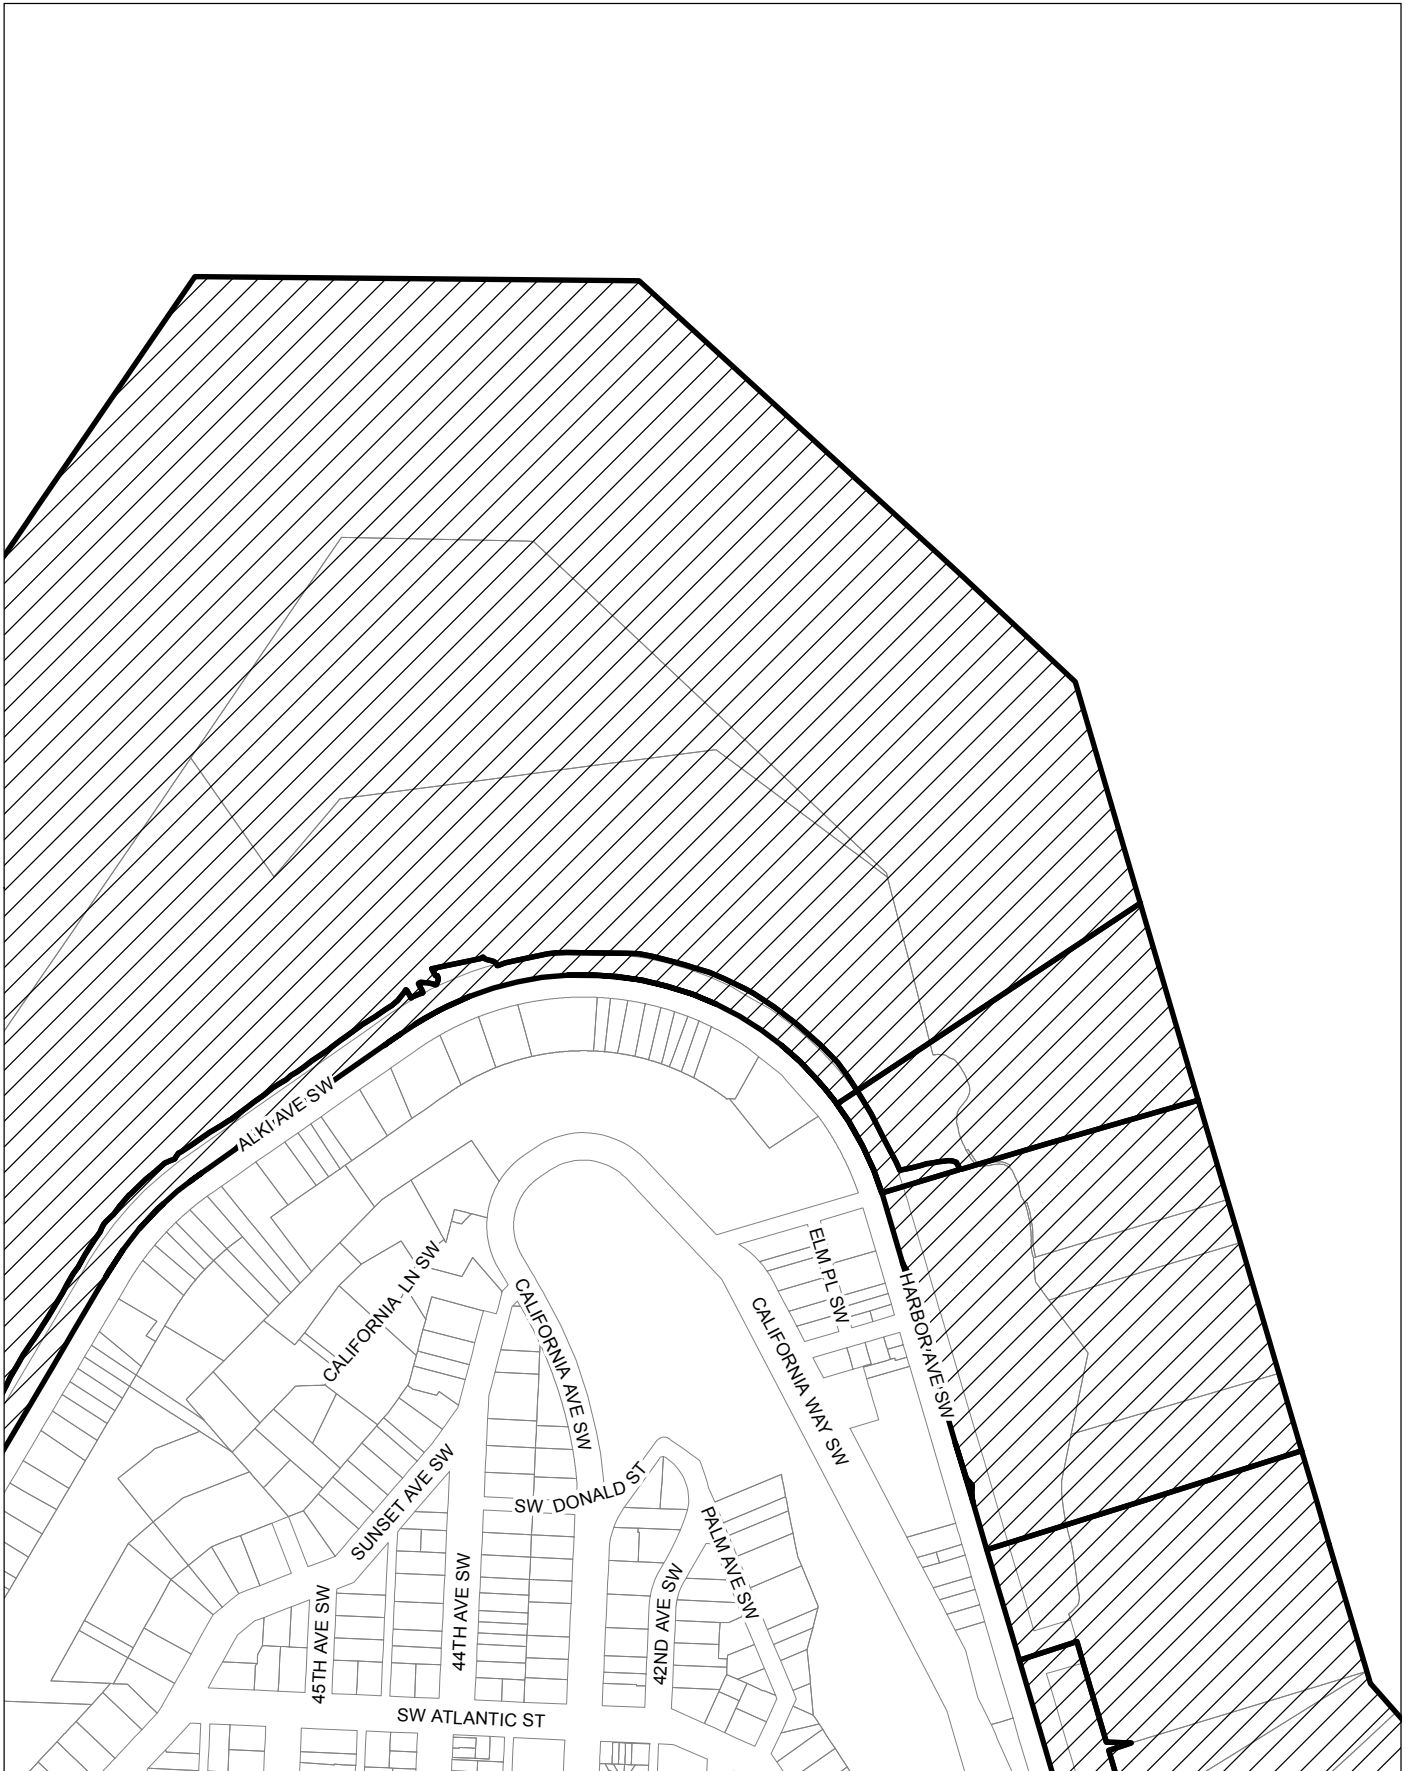 ALKI AVE SW
ELM PL SW
CALIFORNIA LN SW
HARBOR AVE SW
CALIFORNIA AVE SW
CALIFORNIA WAY SW
SUNSET AVE SW
SW DONALD ST
PALM AVE SW
44TH AVE SW
42ND AVE SW
45TH AVE SW
SW ATLANTIC ST